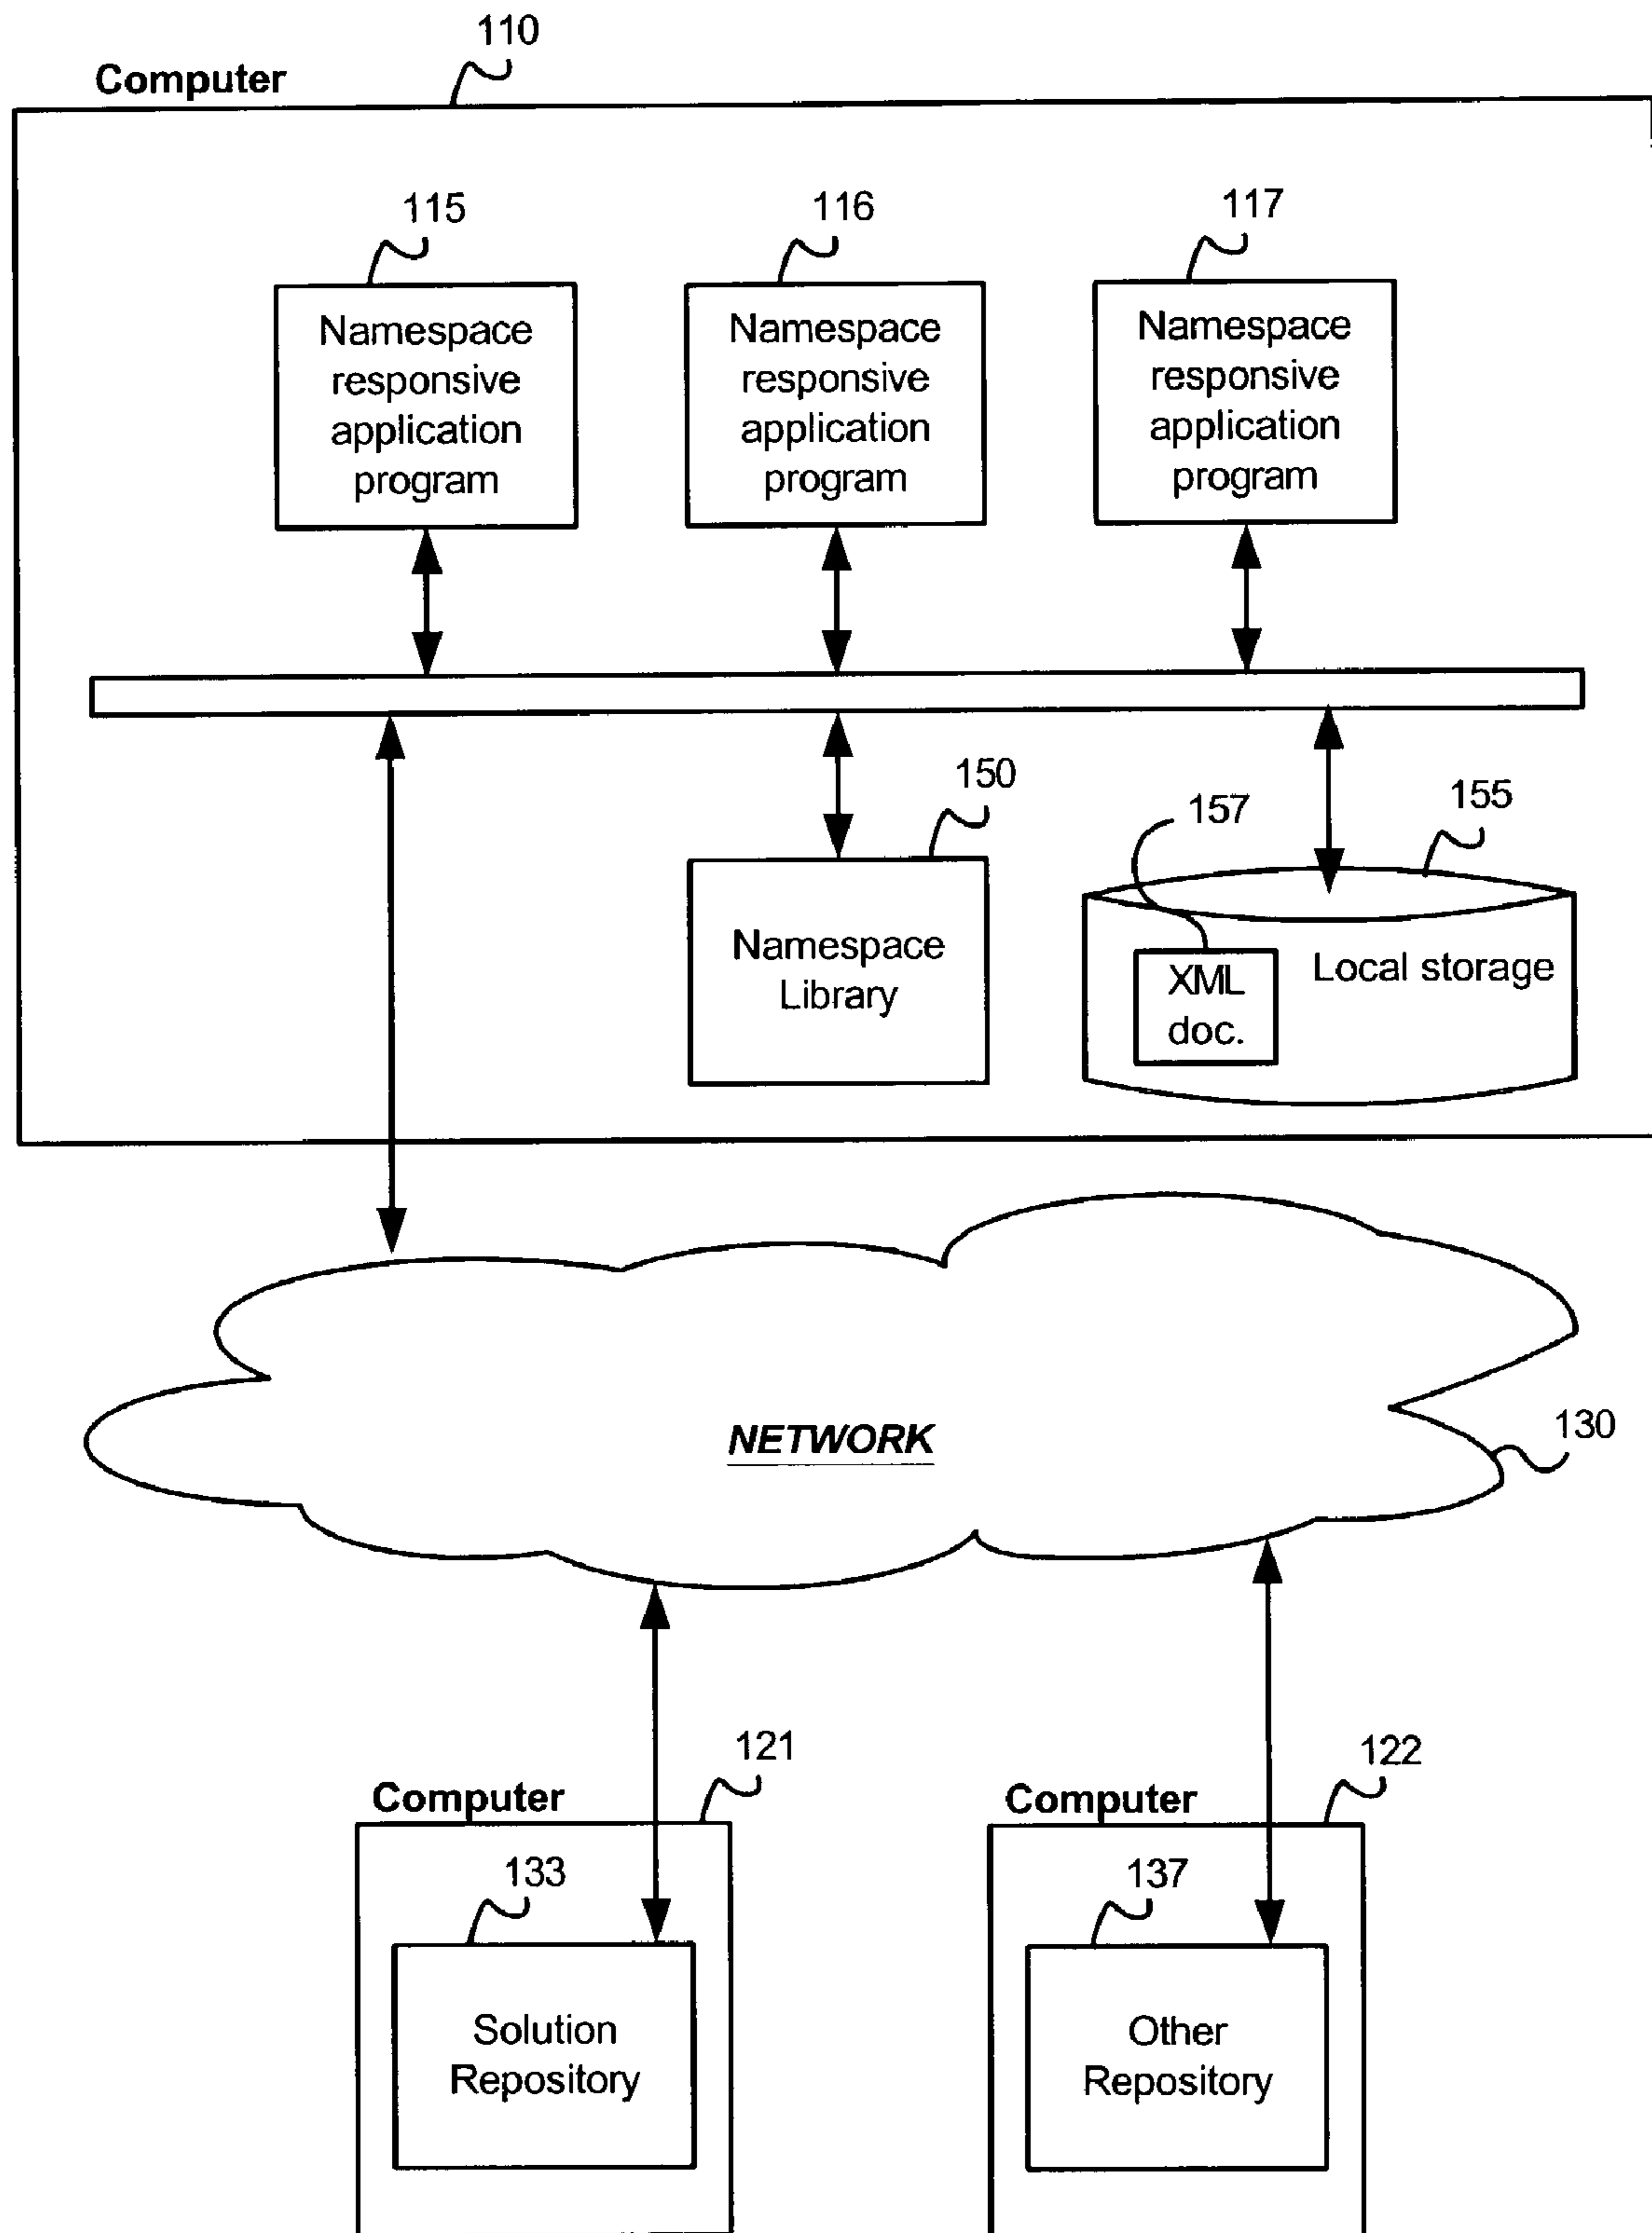 110
Computer
115
116
117
Namespace
responsive
application
program
Namespace
responsive
application
program
Namespace
responsive
application
program
150
157
155
Namespace
Library
XML
doc.
Local storage
NETWORK
130
121
122
Computer
Computer
133
137
Solution
Repository
Other
Repository